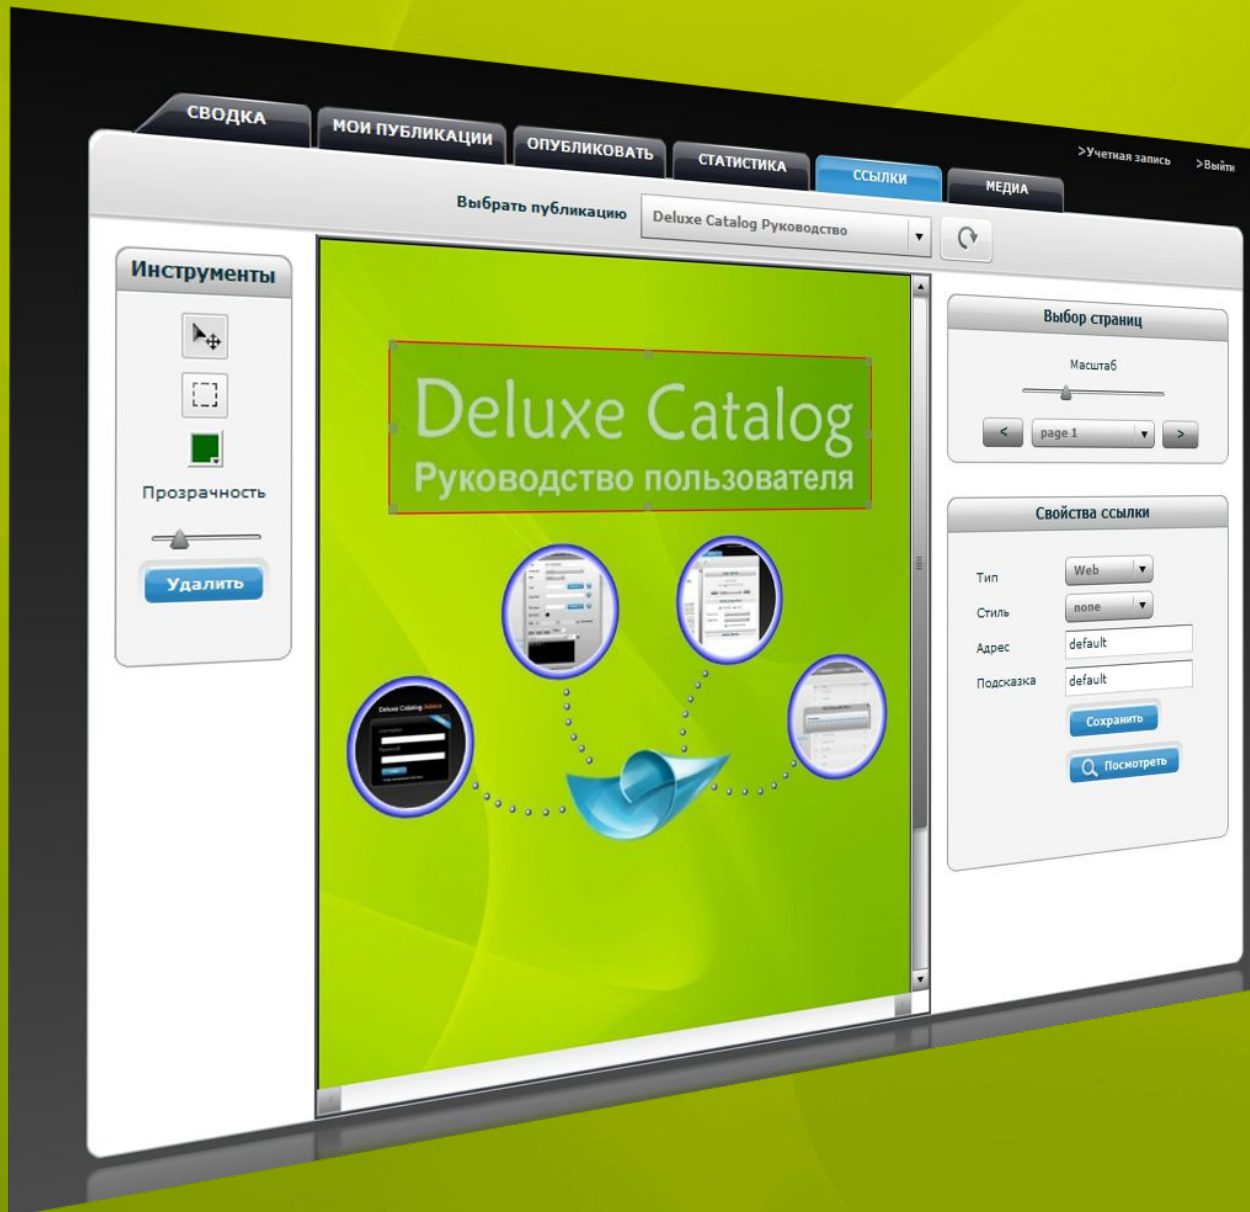 СВОДКА
МОИ ПУБЛИКАЦИИ
ОПУБЛИКОВАТЬ
СТАТИСТИКА
ССЫЛКИ
МЕДИА
>Учетная запись
>Выйти
Выбрать публикацию
Deluxe Catalog Руководство
Инструменты
Прозрачность
Удалить
Deluxe Catalog
Руководство пользователя
Выбор страниц
Масштаб
<
page 1
>
Свойства ссылки
Тип
Web
Стиль
none
Адрес
default
Подсказка
default
Сохранить
Посмотреть